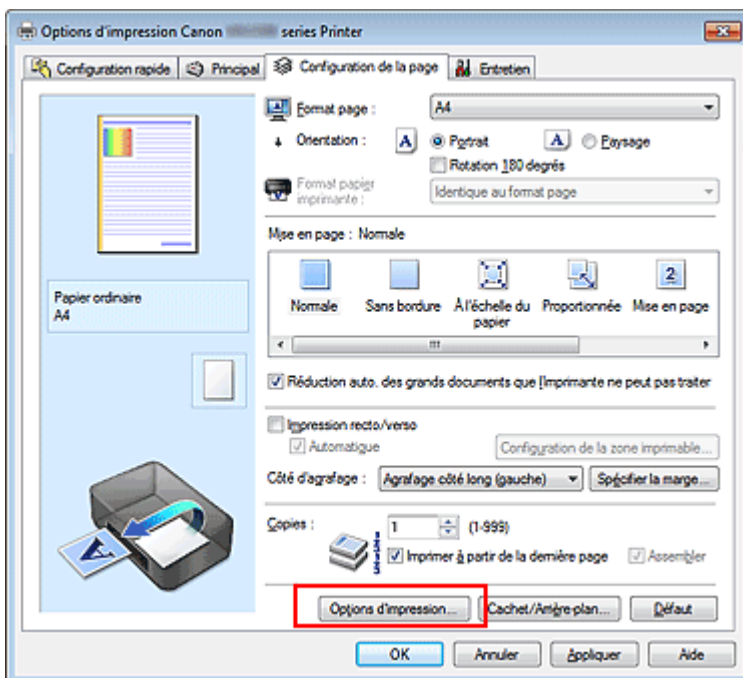 Options d'impression Canon series Printer
Configuration rapide Principal Configuration de la page Entretien
Format page : A4
Orientation : A Portrait A Paysage
Rotation 180 degrés
Format papier
imprimante : Identique au format page
Mise en page : Normale
2
Normale Sans bordure À l'échelle du Proportionnée Mise en page
papier
Papier ordinaire
A4
Réduction auto. des grands documents que l'imprimante ne peut pas traiter
Impression recto/verso
Automatique Configuration de la zone imprimable...
Côté d'agrafage : Agrafage côté long (gauche) Spécifier la marge...
Copies : 1 (1-999)
Imprimer à partir de la dernière page Assembler
Options d'impression... Cachet/Arrière-plan... Défaut
OK Annuler Appliquer Aide